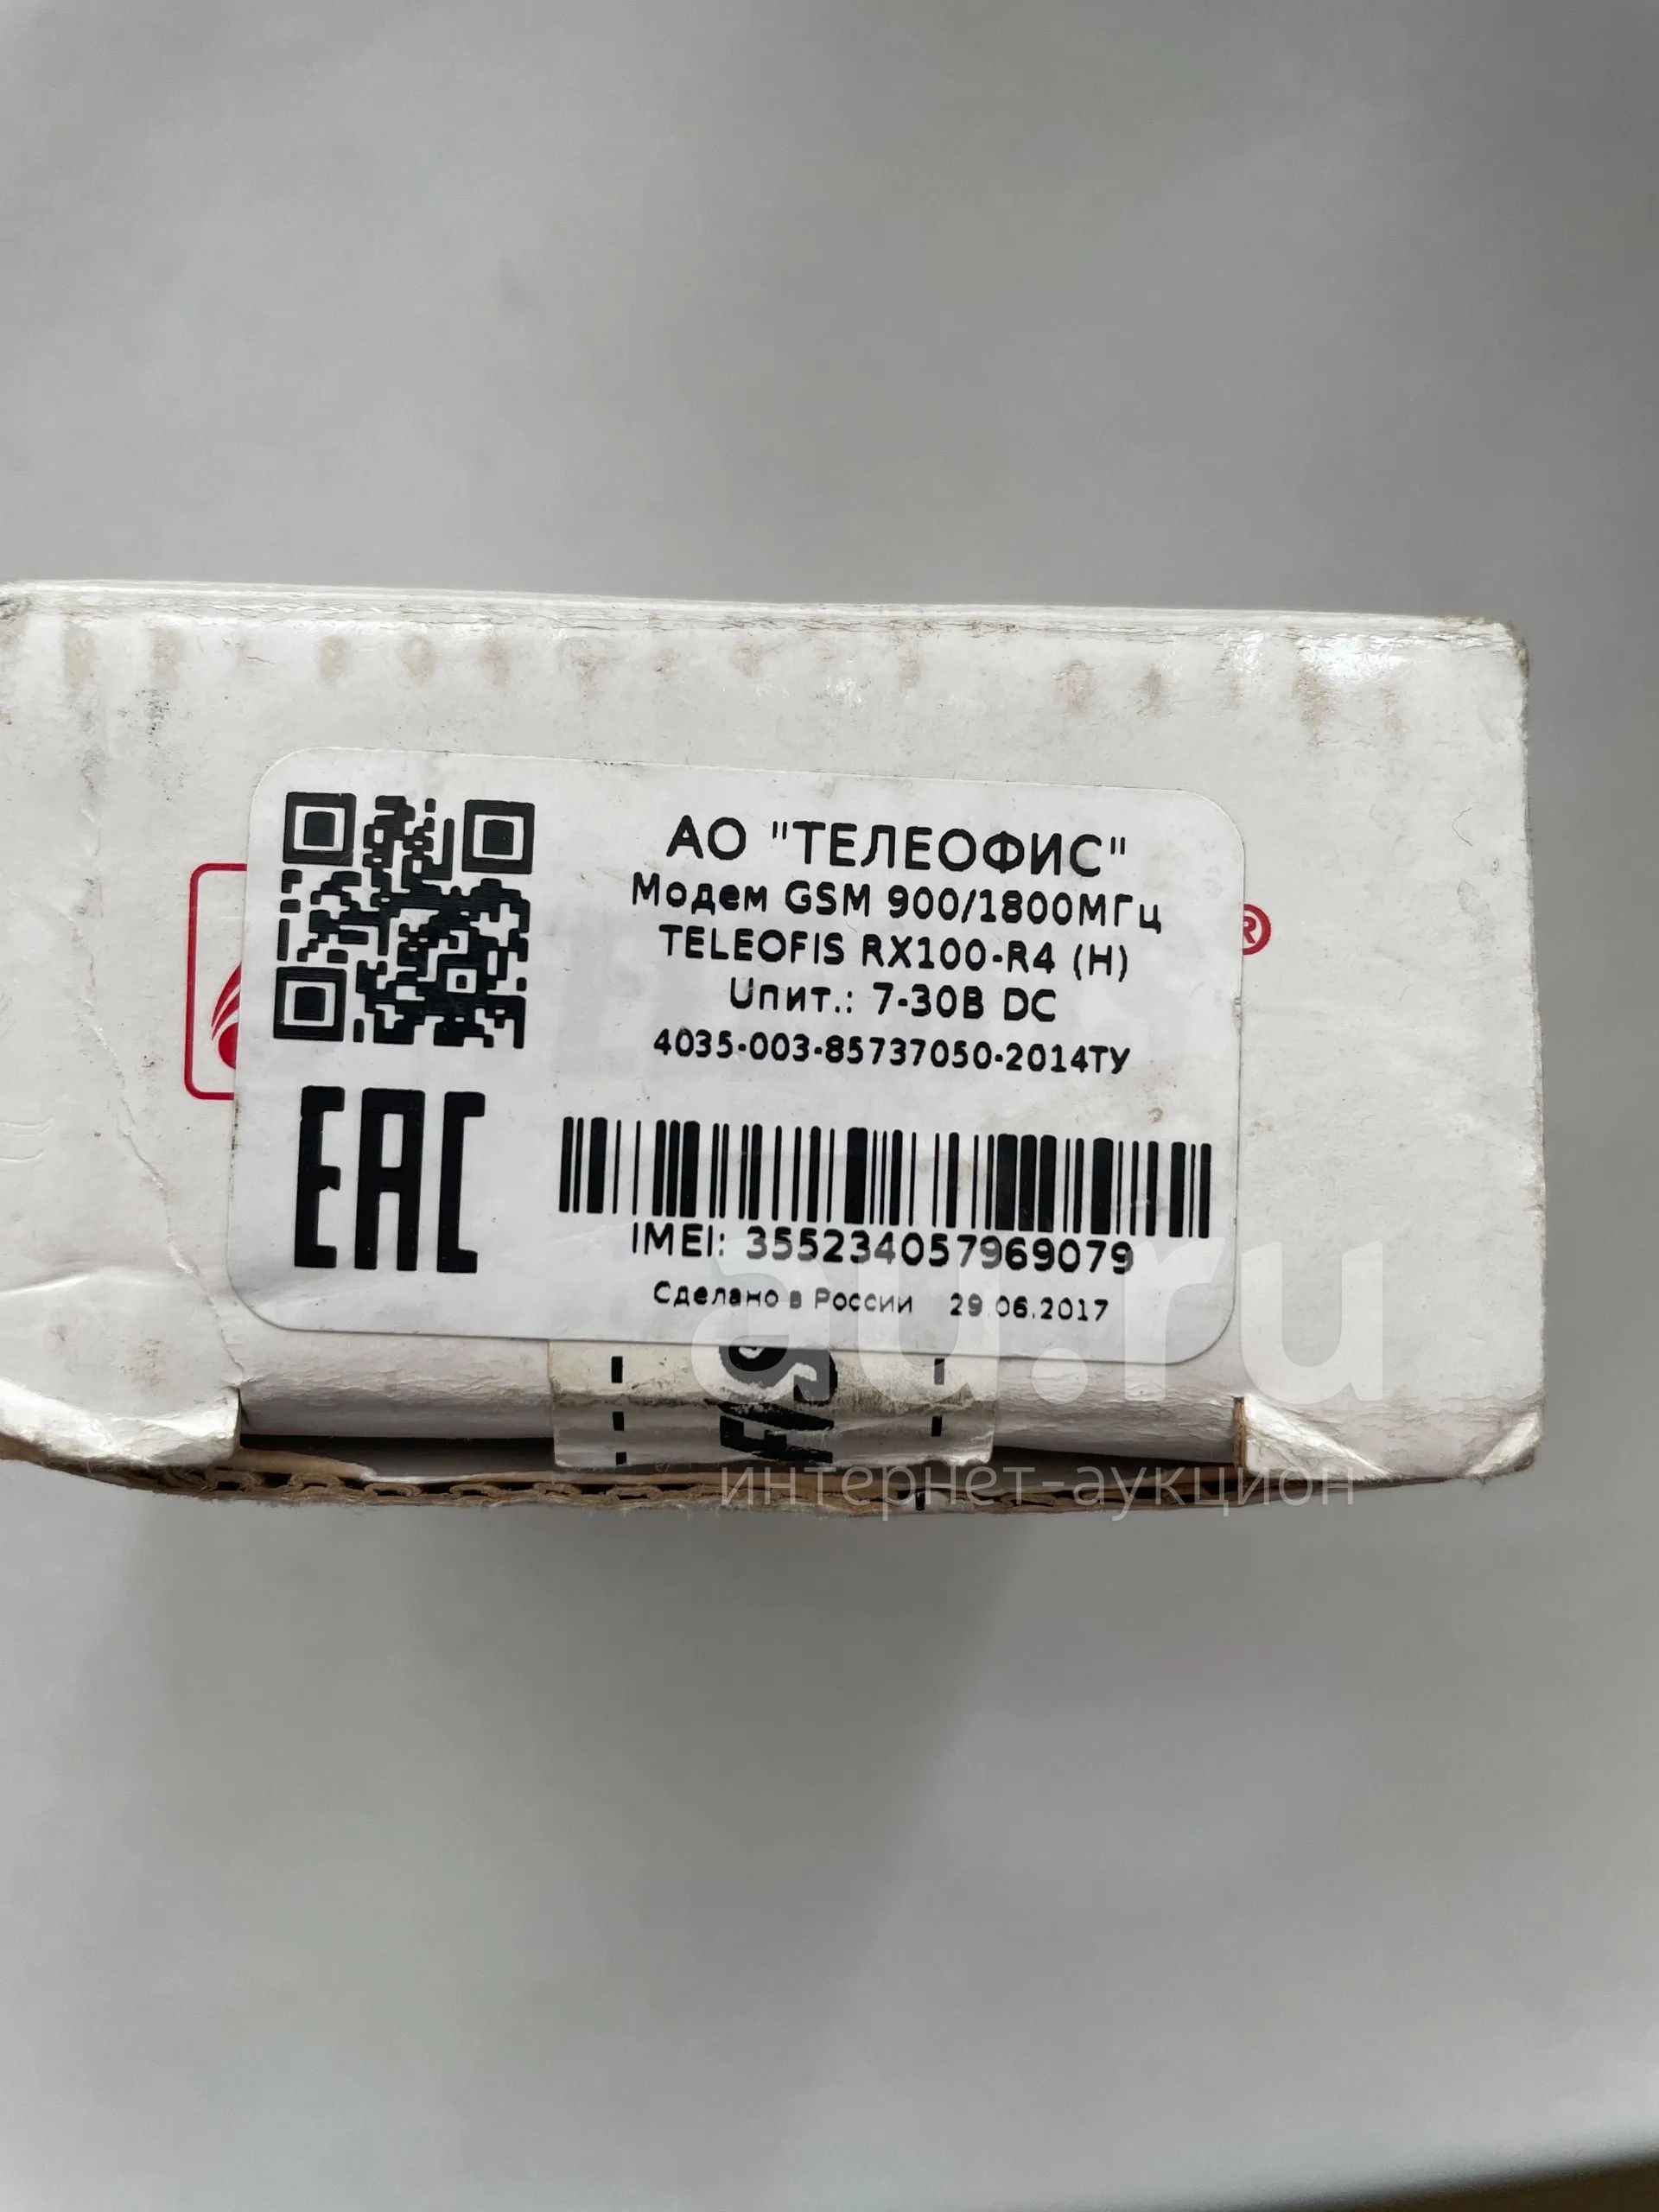 АО "ТЕЛЕОФИС"
Модем GSM 900/1800МГц
TELEOFIS RX100-R4 (H)
Uпит.: 7-30В DC
4035-003-85737050-2014ТУ
EAC
IMEI: 355234057969079
Сделано в России 29.06.2017
®
FIS
au.ru
интернет-аукцион